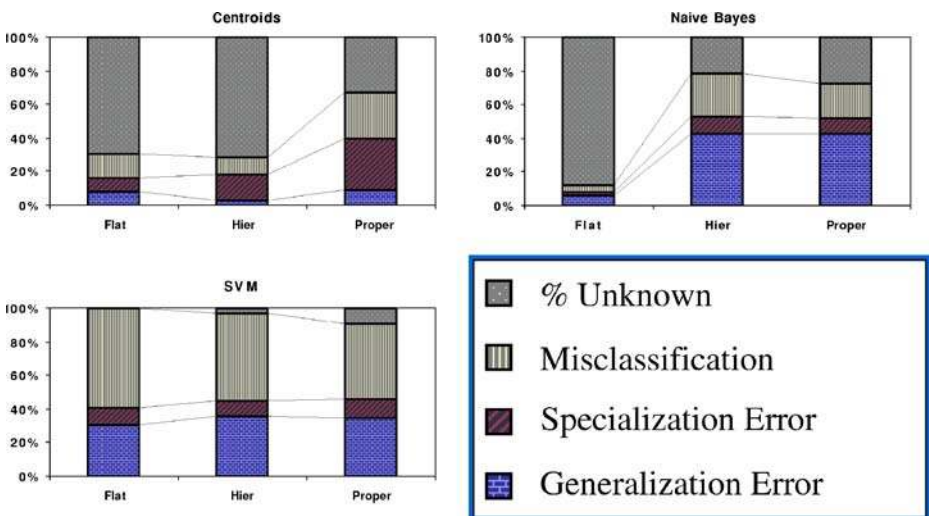 Centroids
100%
80%
60%
40%
20%
0%
Flat Hier Proper
Naive Bayes
100%
80%
60%
40%
20%
0%
Flat Hier Proper
SVM
100%
80%
60%
40%
20%
0%
Flat Hier Proper
% Unknown
Misclassification
Specialization Error
Generalization Error